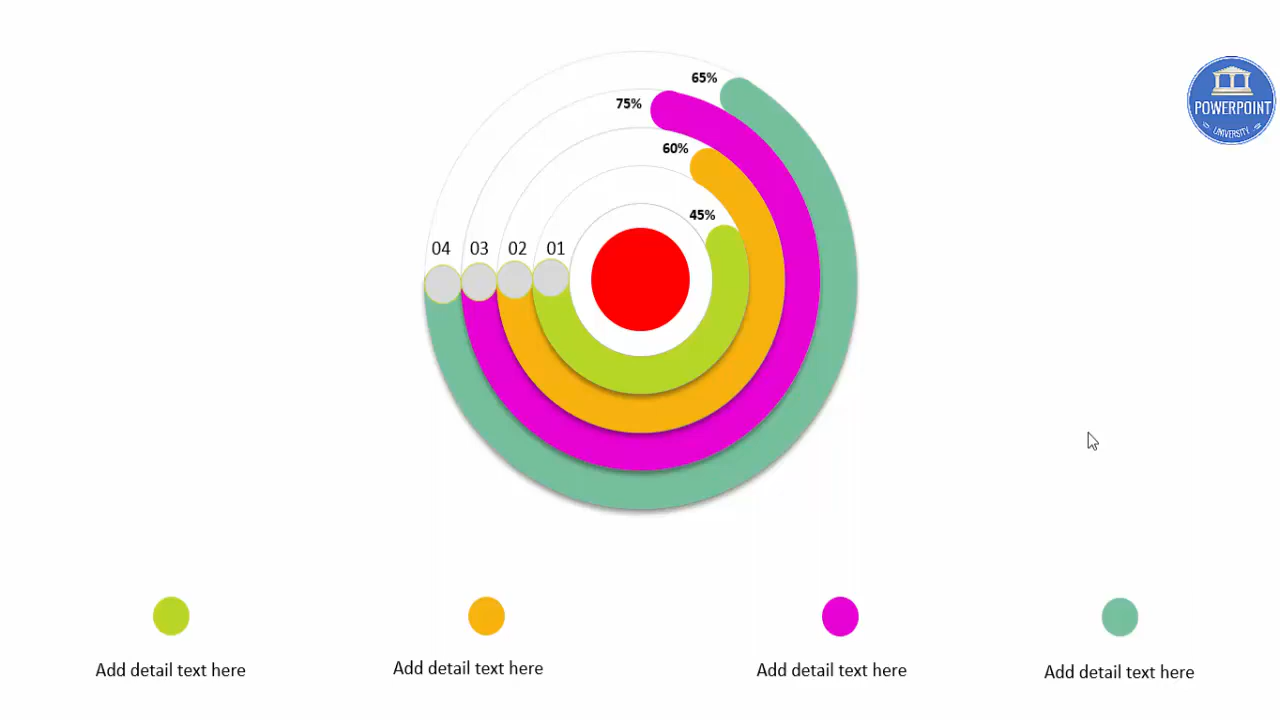 65%
75%
60%
45%
04
03
02
01
POWERPOINT
UNIVERSITY
Add detail text here
Add detail text here
Add detail text here
Add detail text here